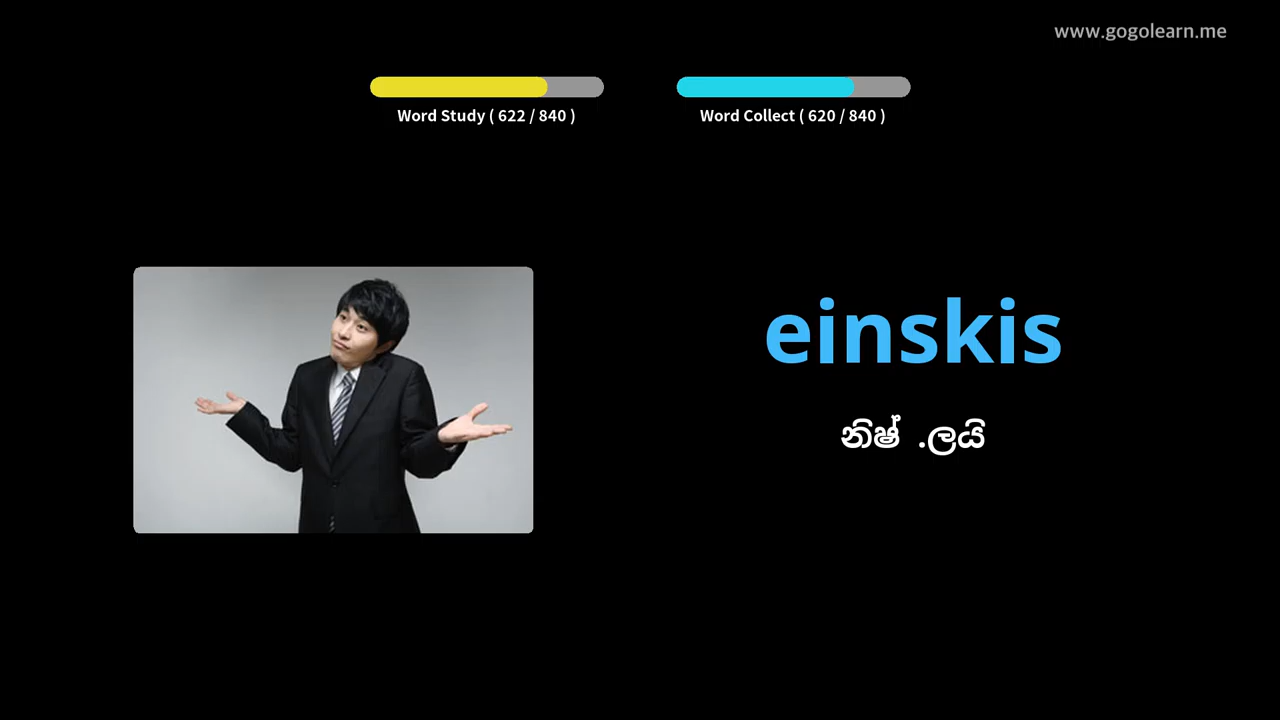 www.gogolearn.me
Word Study ( 622 / 840 )
Word Collect ( 620 / 840 )
einskis
නිෂ් .ලයි